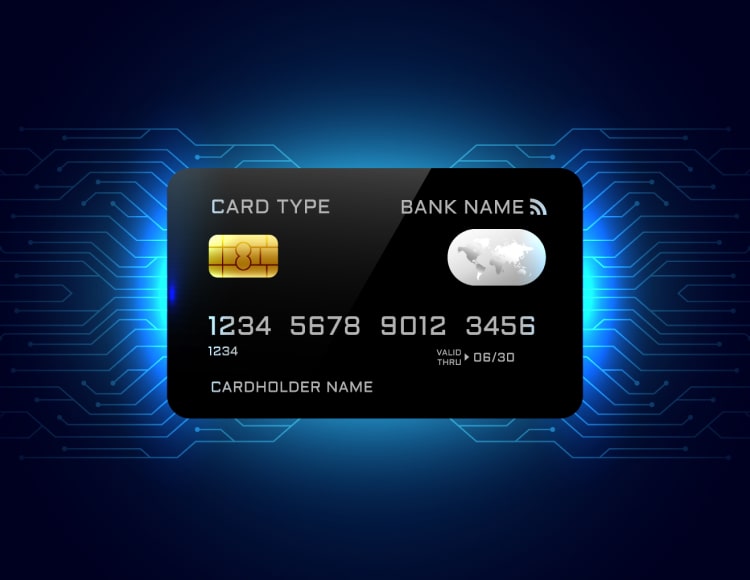 CARD TYPE
BANK NAME
1234 5678 9012 3456
1234
VALID
THRU 06/30
CARDHOLDER NAME